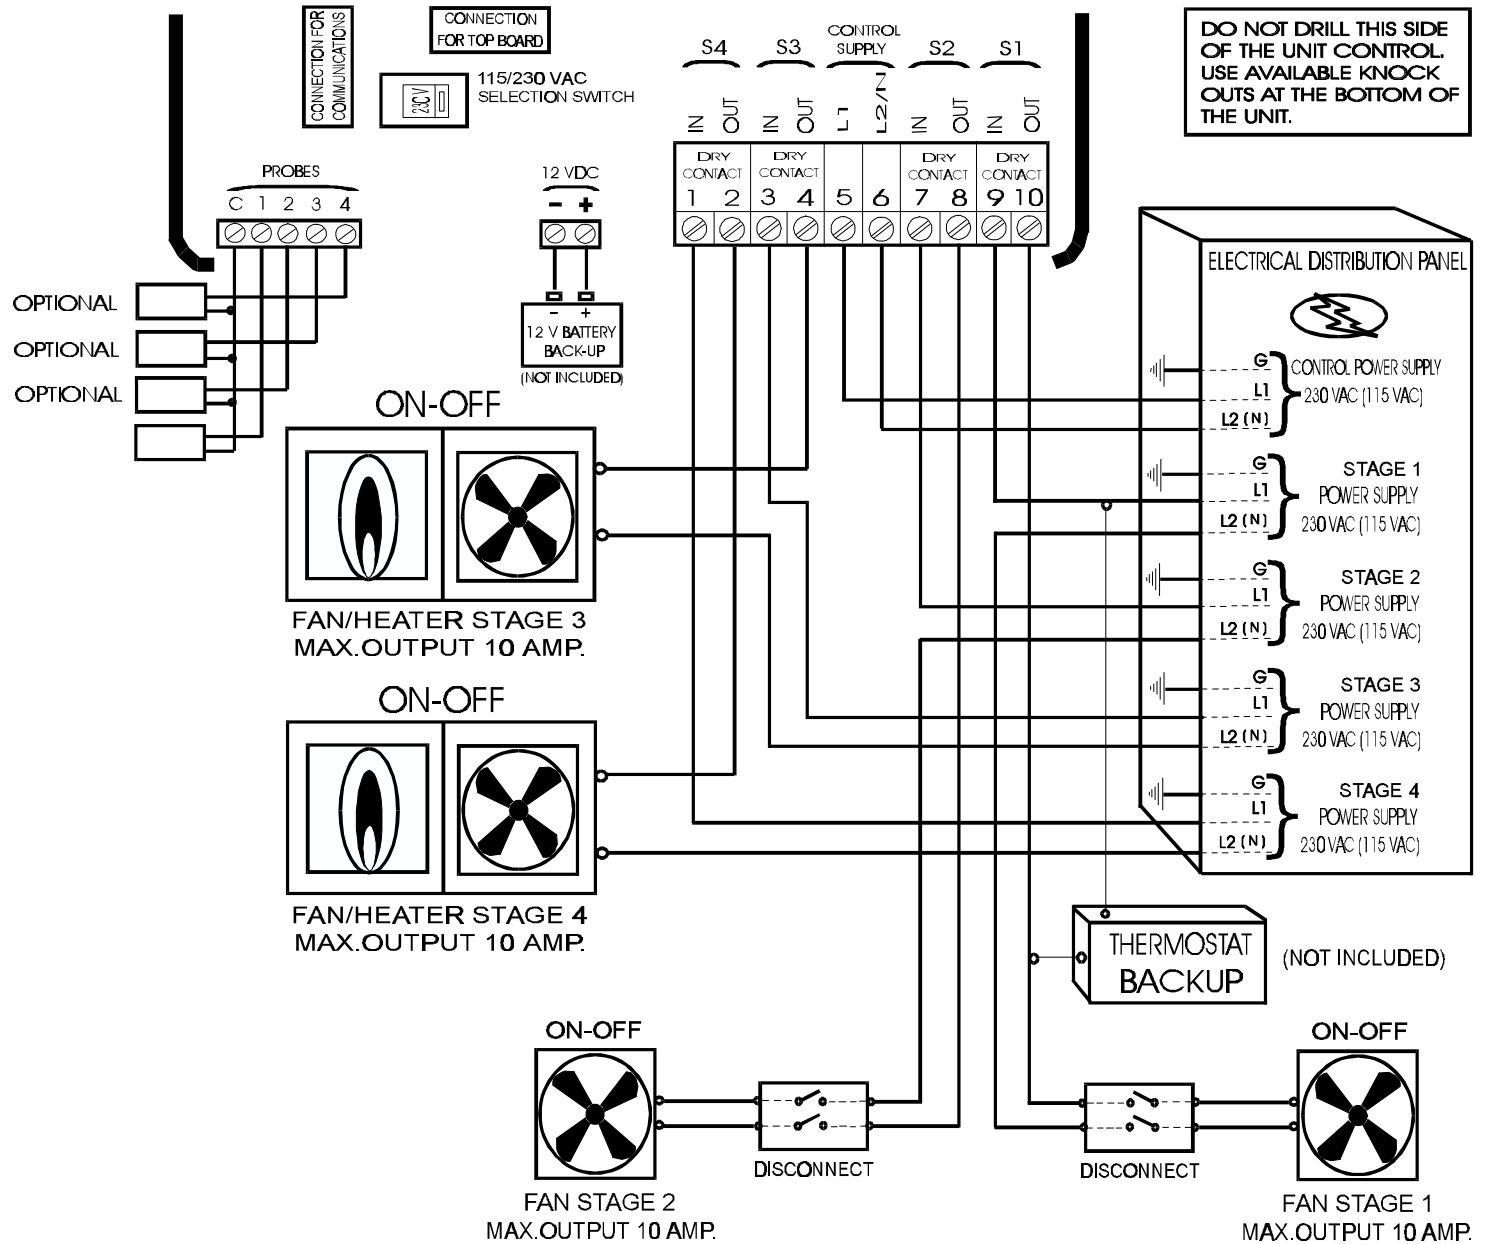 CONNECTION FOR
COMMUNICATIONS
CONNECTION
FOR TOP BOARD
115/230 VAC
SELECTION SWITCH
230V
S4
S3
CONTROL
SUPPLY
S2
S1
IN
OUT
IN
OUT
L1
L2/N
IN
OUT
IN
OUT
DRY
CONTACT
DRY
CONTACT
DRY
CONTACT
DRY
CONTACT
1 2 3 4 5 6 7 8 9 10
DO NOT DRILL THIS SIDE
OF THE UNIT CONTROL.
USE AVAILABLE KNOCK
OUTS AT THE BOTTOM OF
THE UNIT.
PROBES
C 1 2 3 4
12 VDC
- +
OPTIONAL
OPTIONAL
OPTIONAL
- +
12 V BATTERY
BACK-UP
(NOT INCLUDED)
ELECTRICAL DISTRIBUTION PANEL
G
L1
L2 (N)
CONTROL POWER SUPPLY
230 VAC (115 VAC)
G
L1
L2 (N)
STAGE 1
POWER SUPPLY
230 VAC (115 VAC)
G
L1
L2 (N)
STAGE 2
POWER SUPPLY
230 VAC (115 VAC)
G
L1
L2 (N)
STAGE 3
POWER SUPPLY
230 VAC (115 VAC)
G
L1
L2 (N)
STAGE 4
POWER SUPPLY
230 VAC (115 VAC)
ON-OFF
FAN/HEATER STAGE 3
MAX.OUTPUT 10 AMP.
ON-OFF
FAN/HEATER STAGE 4
MAX.OUTPUT 10 AMP.
THERMOSTAT
BACKUP
(NOT INCLUDED)
ON-OFF
DISCONNECT
FAN STAGE 2
MAX.OUTPUT 10 AMP.
ON-OFF
DISCONNECT
FAN STAGE 1
MAX.OUTPUT 10 AMP.